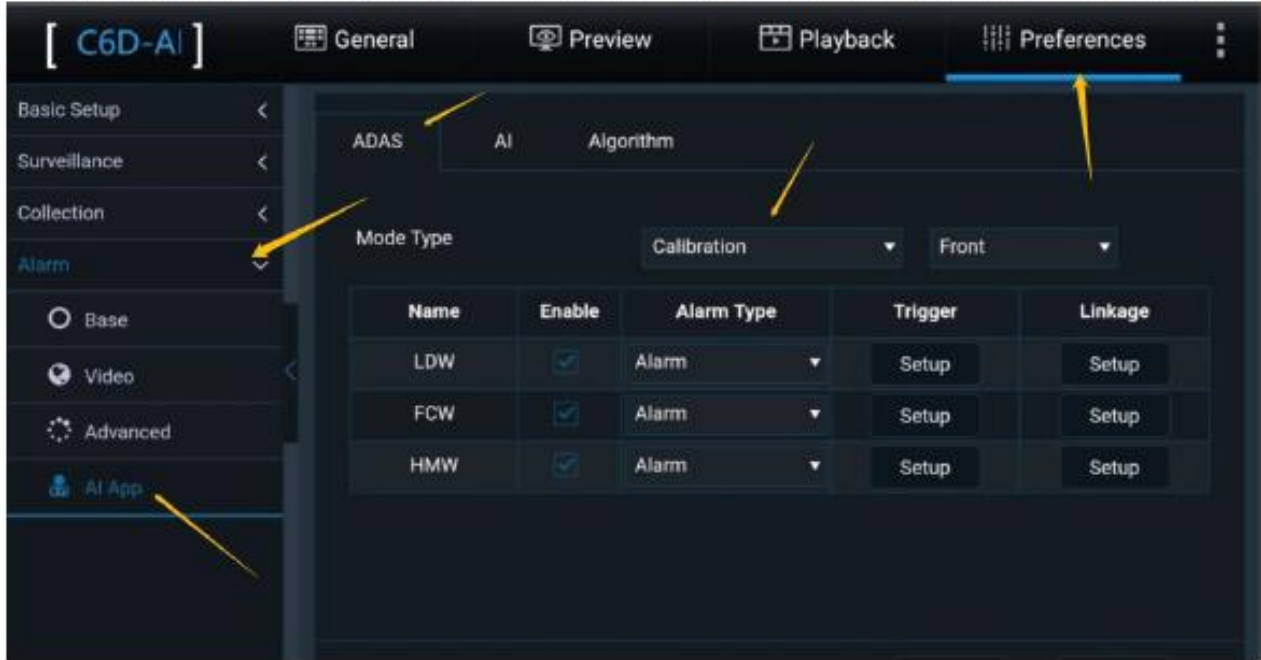 [ C6D-AI ] General Preview Playback Preferences
Basic Setup
Surveillance
Collection
Alarm
Base
Video
Advanced
AI App
ADAS AI Algorithm
Mode Type Calibration Front
Name Enable Alarm Type Trigger Linkage
LDW Alarm Setup Setup
FCW Alarm Setup Setup
HMW Alarm Setup Setup